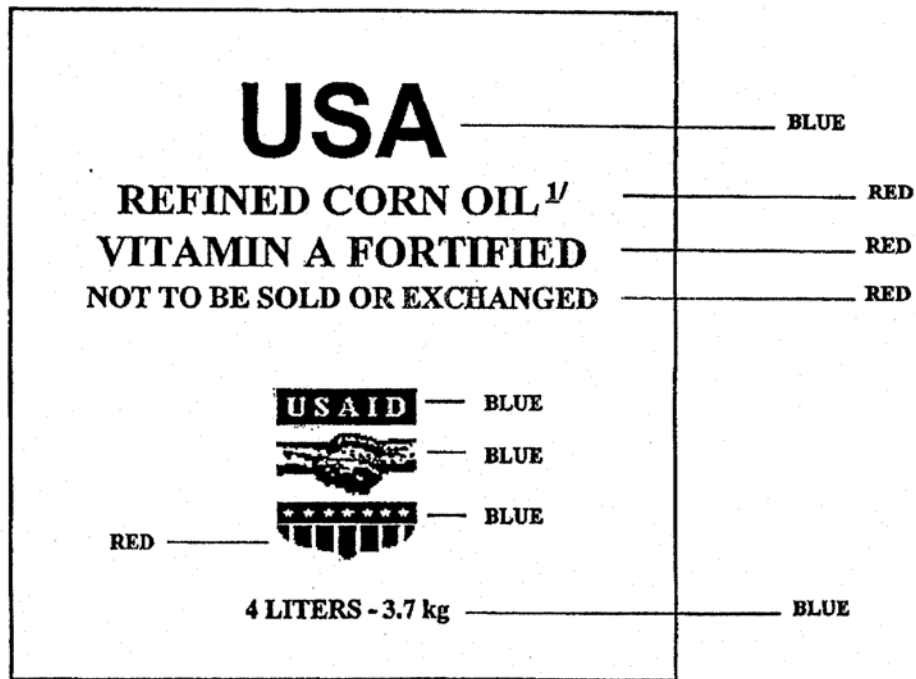 USA BLUE
REFINED CORN OIL 1/ RED
VITAMIN A FORTIFIED RED
NOT TO BE SOLD OR EXCHANGED RED
USAID BLUE
BLUE
BLUE
RED
4 LITERS - 3.7 kg BLUE